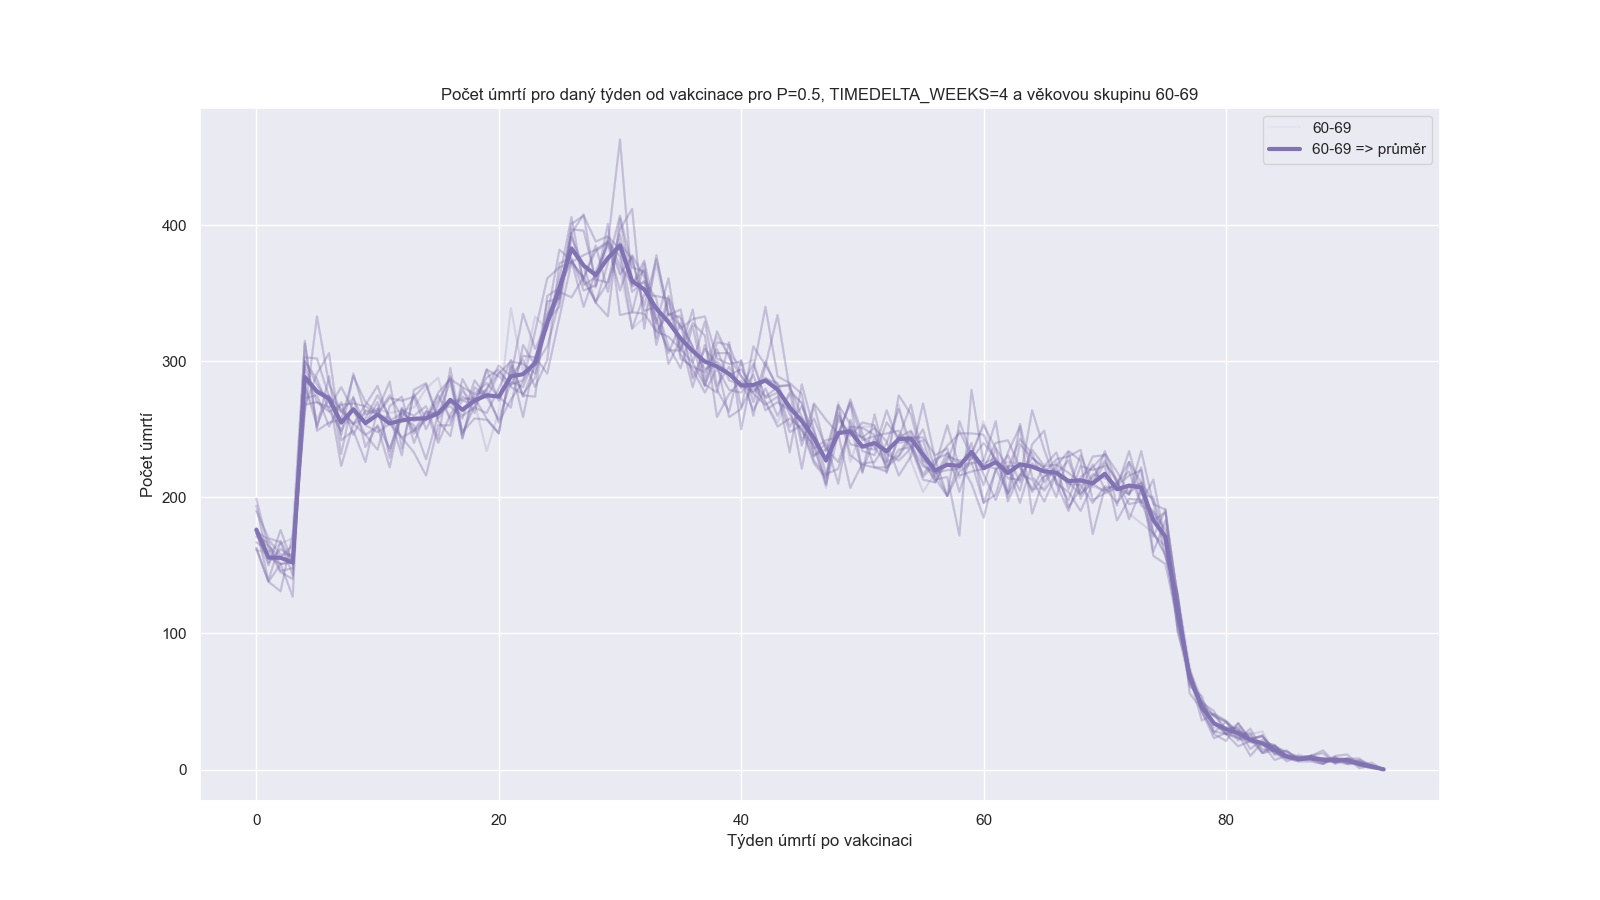 Počet úmrtí pro daný týden od vakcinace pro P=0.5, TIMEDELTA_WEEKS=4 a věkovou skupinu 60-69
60-69
60-69 => průměr
Počet úmrtí
400
300
200
100
0
0 20 40 60 80
Týden úmrtí po vakcinaci